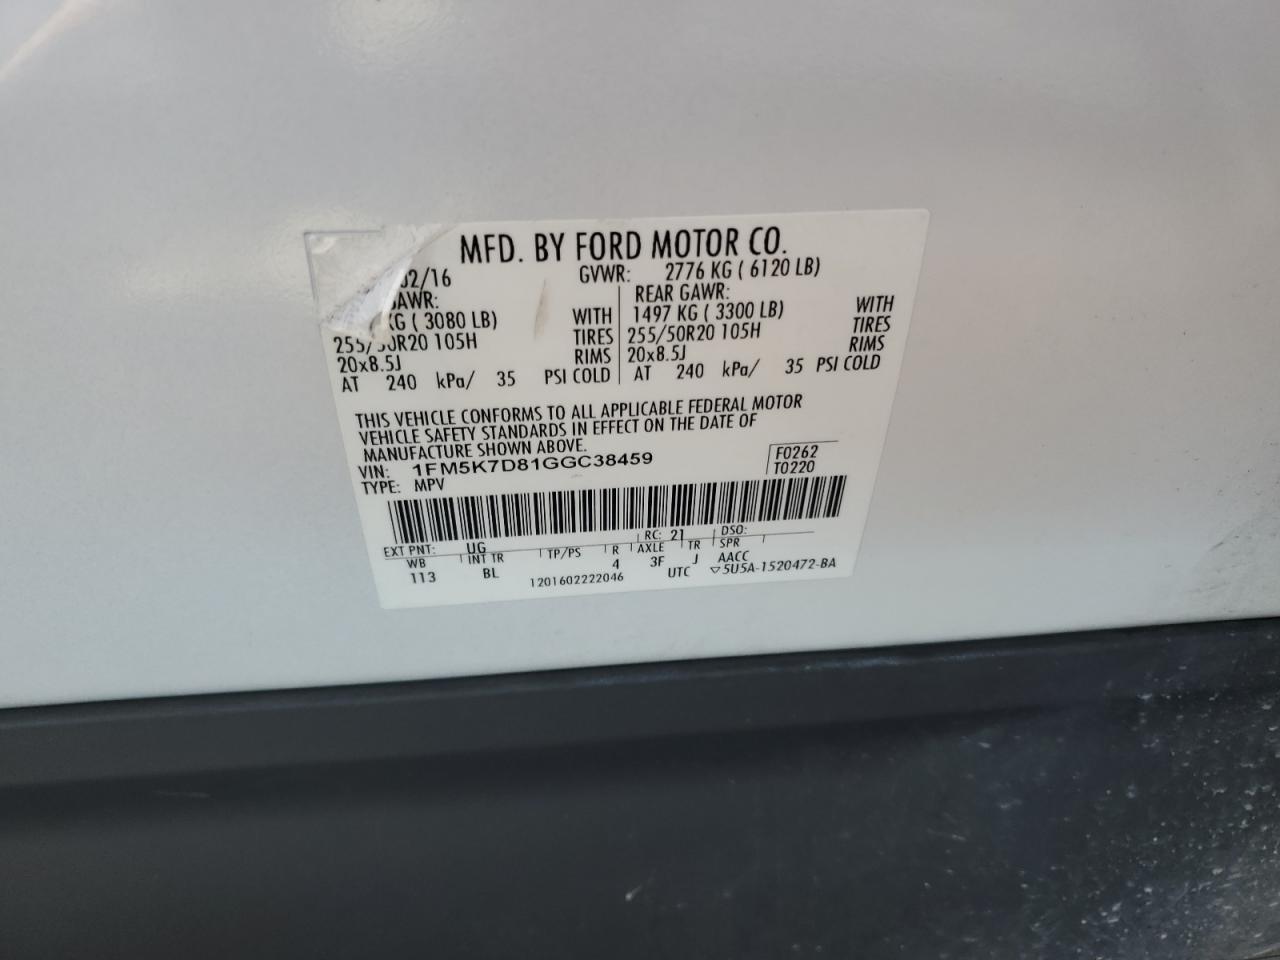 MFD. BY FORD MOTOR CO.
02/16 GVWR: 2776 KG ( 6120 LB)
GAWR: REAR GAWR:
KG ( 3080 LB) WITH 1497 KG ( 3300 LB) WITH
255/50R20 105H TIRES 255/50R20 105H TIRES
20x8.5J RIMS 20x8.5J RIMS
AT 240 kPa/ 35 PSI COLD AT 240 kPa/ 35 PSI COLD
THIS VEHICLE CONFORMS TO ALL APPLICABLE FEDERAL MOTOR
VEHICLE SAFETY STANDARDS IN EFFECT ON THE DATE OF
MANUFACTURE SHOWN ABOVE.
VIN: 1FM5K7D81GGC38459 F0262
TYPE: MPV T0220
EXT PNT: UG RC: 21 DSO:
WB INT TR TP/PS R AXLE TR SPR
113 BL 4 3F J AACC
1201602222046 UTC ▽5U5A-1520472-BA